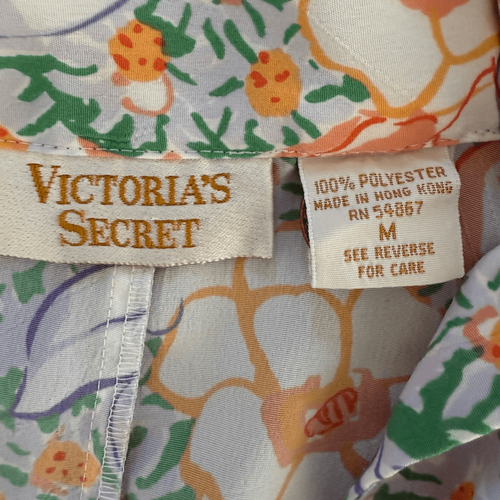 VICTORIA'S
SECRET
100% POLYESTER
MADE IN HONG KONG
RN 54867
M
SEE REVERSE
FOR CARE